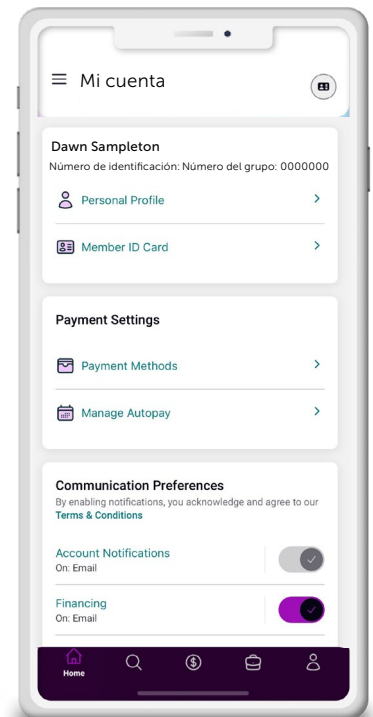 Mi cuenta
Dawn Sampleton
Número de identificación: Número del grupo: 0000000
Personal Profile
Member ID Card
Payment Settings
Payment Methods
Manage Autopay
Communication Preferences
By enabling notifications, you acknowledge and agree to our
Terms & Conditions
Account Notifications
On: Email
Financing
On: Email
Home